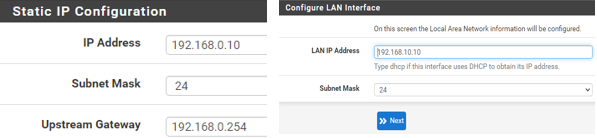 Static IP Configuration
IP Address
192.168.0.10
Subnet Mask
24
Upstream Gateway
192.168.0.254
Configure LAN Interface
On this screen the Local Area Network information will be configured.
LAN IP Address
192.168.10.10
Type dhcp if this interface uses DHCP to obtain its IP address.
Subnet Mask
24
Next